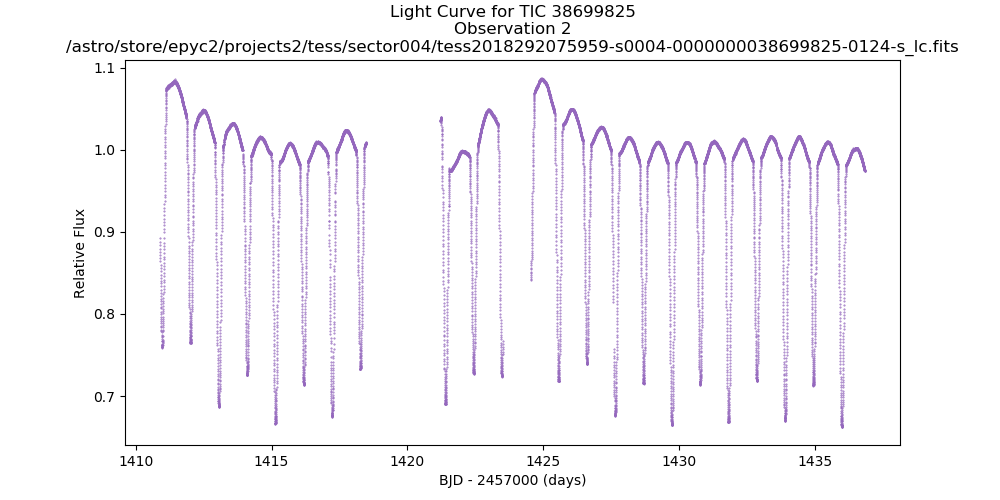 Light Curve for TIC 38699825
Observation 2
/astro/store/epyc2/projects2/tess/sector004/tess2018292075959-s0004-0000000038699825-0124-s_lc.fits
1.1
1.0
0.9
0.8
0.7
Relative Flux
1410 1415 1420 1425 1430 1435
BJD - 2457000 (days)